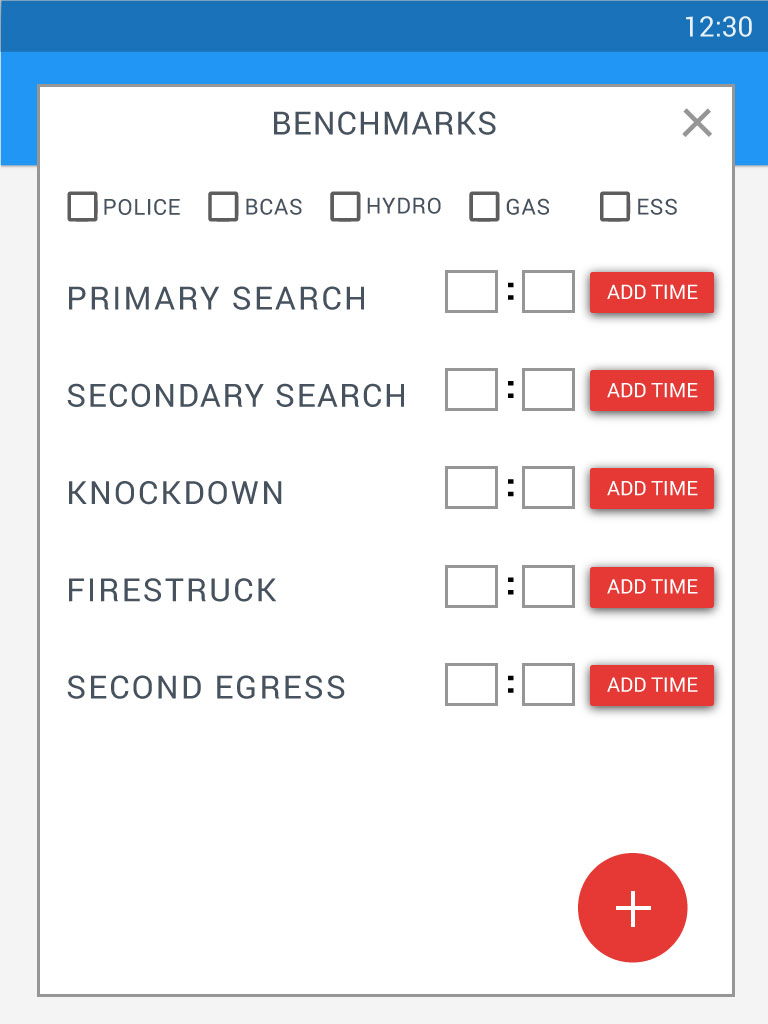 12:30
BENCHMARKS
POLICE BCAS HYDRO GAS ESS
PRIMARY SEARCH : ADD TIME
SECONDARY SEARCH : ADD TIME
KNOCKDOWN : ADD TIME
FIRESTRUCK : ADD TIME
SECOND EGRESS : ADD TIME
+